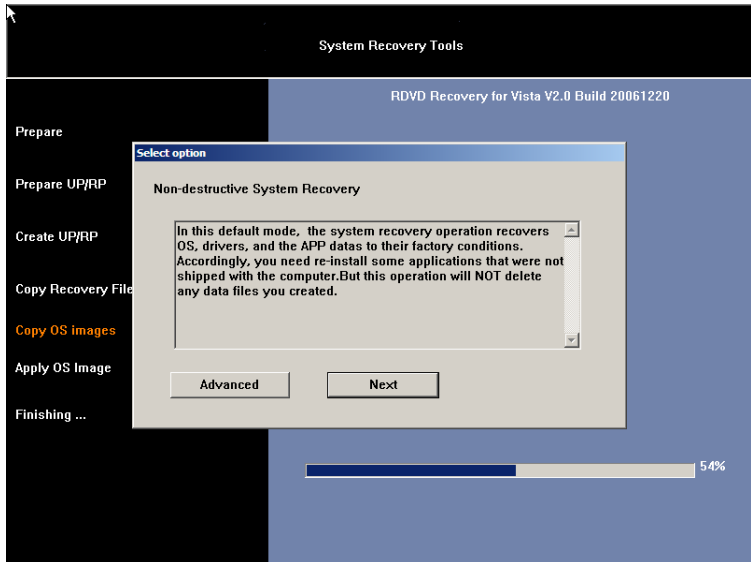 System Recovery Tools
RDVD Recovery for Vista V2.0 Build 20061220
Prepare
Prepare UP/RP
Create UP/RP
Copy Recovery File
Copy OS images
Apply OS Image
Finishing ...
Select option
Non-destructive System Recovery
In this default mode,  the system recovery operation recovers
OS, drivers, and the APP datas to their factory conditions.
Accordingly, you need re-install some applications that were not
shipped with the computer.But this operation will NOT delete
any data files you created.
Advanced
Next
54%